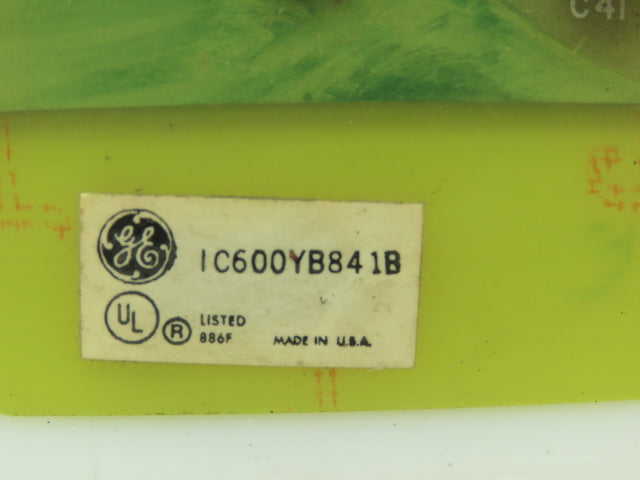 C41
GE
IC600YB841B
UL
®
LISTED
886F
MADE IN U.S.A.